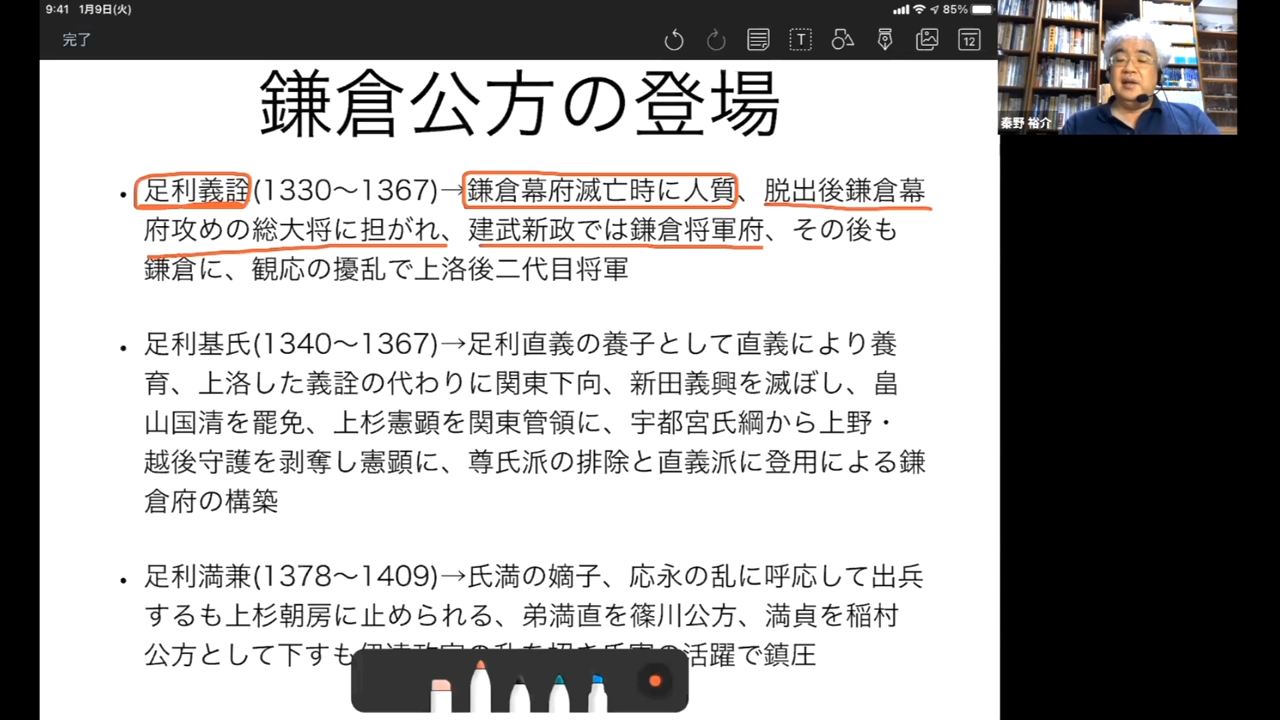 9:41 1月9日(火) 85%
完了
T
12
鎌倉公方の登場
秦野 裕介
• 足利義詮(1330〜1367)→鎌倉幕府滅亡時に人質、脱出後鎌倉幕
府攻めの総大将に担がれ、建武新政では鎌倉将軍府、その後も
鎌倉に、観応の擾乱で上洛後二代目将軍
• 足利基氏(1340〜1367)→足利直義の養子として直義により養
育、上洛した義詮の代わりに関東下向、新田義興を滅ぼし、畠
山国清を罷免、上杉憲顕を関東管領に、宇都宮氏綱から上野・
越後守護を剥奪し憲顕に、尊氏派の排除と直義派に登用による鎌
倉府の構築
• 足利満兼(1378〜1409)→氏満の嫡子、応永の乱に呼応して出兵
するも上杉朝房に止められる、弟満直を篠川公方、満貞を稲村
公方として下すも の活躍で鎮圧